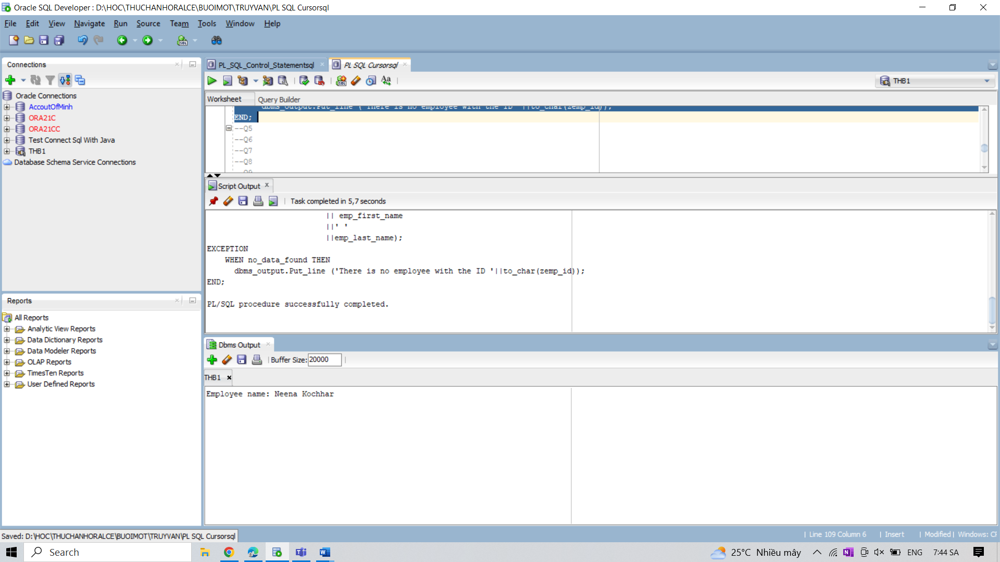 Oracle SQL Developer : D:\HOC\THUCHANHORALCE\BUOIMOT\TRUYVAN\PL SQL Cursorsql
File Edit View Navigate Run Source Team Tools Window Help
Connections
Oracle Connections
AccoutOfMinh
ORA21C
ORA21CC
Test Connect Sql With Java
THB1
Database Schema Service Connections
Reports
All Reports
Analytic View Reports
Data Dictionary Reports
Data Modeler Reports
OLAP Reports
TimesTen Reports
User Defined Reports
PL_SQL_Control_Statementsql PL SQL Cursorsql
THB1
Worksheet Query Builder
dbms_output.Put_line ('There is no employee with the ID '||to_char(zemp_id));
END;
--Q5
--Q6
--Q7
--Q8
Script Output
Task completed in 5,7 seconds
|| emp_first_name
||' '
||emp_last_name);
EXCEPTION
WHEN no_data_found THEN
dbms_output.Put_line ('There is no employee with the ID '||to_char(zemp_id));
END;
PL/SQL procedure successfully completed.
Dbms Output
Buffer Size: 20000
THB1
Employee name: Neena Kochhar
Saved: D:\HOC\THUCHANHORALCE\BUOIMOT\TRUYVAN\PL SQL Cursorsql
Line 109 Column 6 | Insert | Modified | Windows: CF
Search
25°C Nhiều mây ENG 7:44 SA